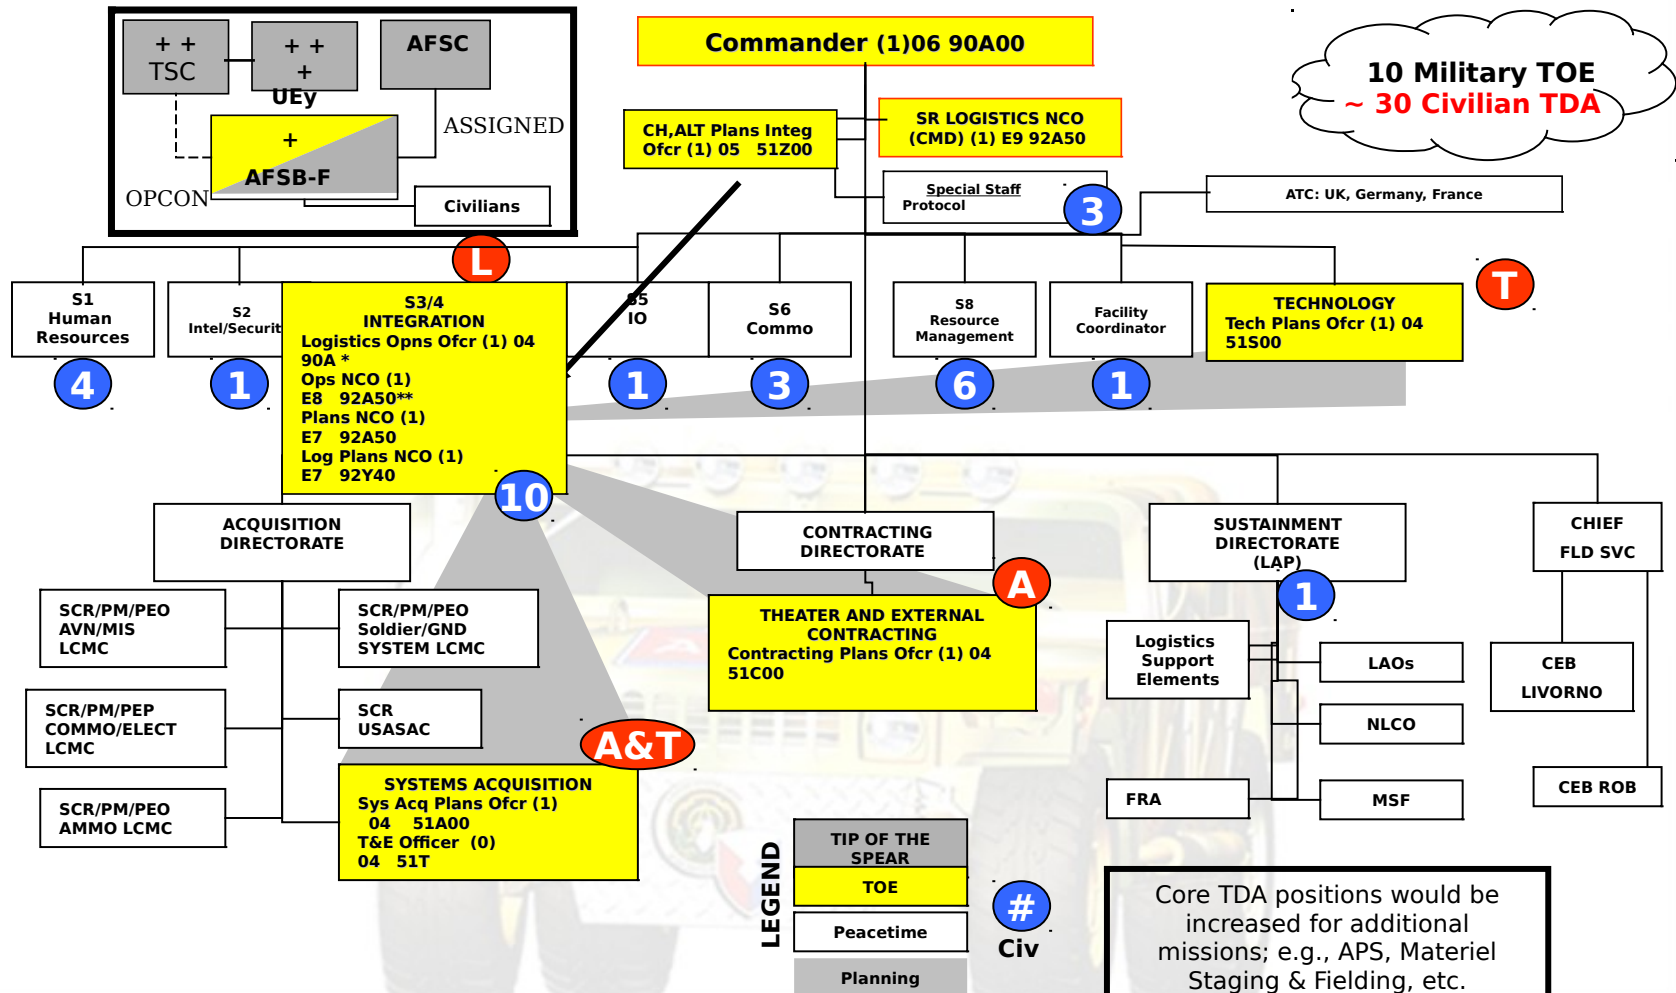 + +
TSC
+ +
+
UEy
AFSC
+
AFSB-F
ASSIGNED
OPCON
Civilians
Commander (1)06 90A00
CH,ALT Plans Integ
Ofcr (1) 05 51Z00
SR LOGISTICS NCO
(CMD) (1) E9 92A50
Special Staff
Protocol
3
10 Military TOE
~ 30 Civilian TDA
ATC: UK, Germany, France
L
T
S1
Human
Resources
4
S2
Intel/Securit
1
S3/4
INTEGRATION
Logistics Opns Ofcr (1) 04
90A *
Ops NCO (1)
E8 92A50**
Plans NCO (1)
E7 92A50
Log Plans NCO (1)
E7 92Y40
10
S5
IO
1
S6
Commo
3
S8
Resource
Management
6
Facility
Coordinator
1
TECHNOLOGY
Tech Plans Ofcr (1) 04
51S00
ACQUISITION
DIRECTORATE
SCR/PM/PEO
AVN/MIS
LCMC
SCR/PM/PEO
Soldier/GND
SYSTEM LCMC
SCR/PM/PEP
COMMO/ELECT
LCMC
SCR
USASAC
SCR/PM/PEO
AMMO LCMC
A&T
SYSTEMS ACQUISITION
Sys Acq Plans Ofcr (1)
04 51A00
T&E Officer (0)
04 51T
CONTRACTING
DIRECTORATE
A
THEATER AND EXTERNAL
CONTRACTING
Contracting Plans Ofcr (1) 04
51C00
SUSTAINMENT
DIRECTORATE
(LAP)
1
Logistics
Support
Elements
LAOs
NLCO
FRA
MSF
CHIEF
FLD SVC
CEB
LIVORNO
CEB ROB
LEGEND
TIP OF THE
SPEAR
TOE
Peacetime
Planning
#
Civ
Core TDA positions would be
increased for additional
missions; e.g., APS, Materiel
Staging & Fielding, etc.